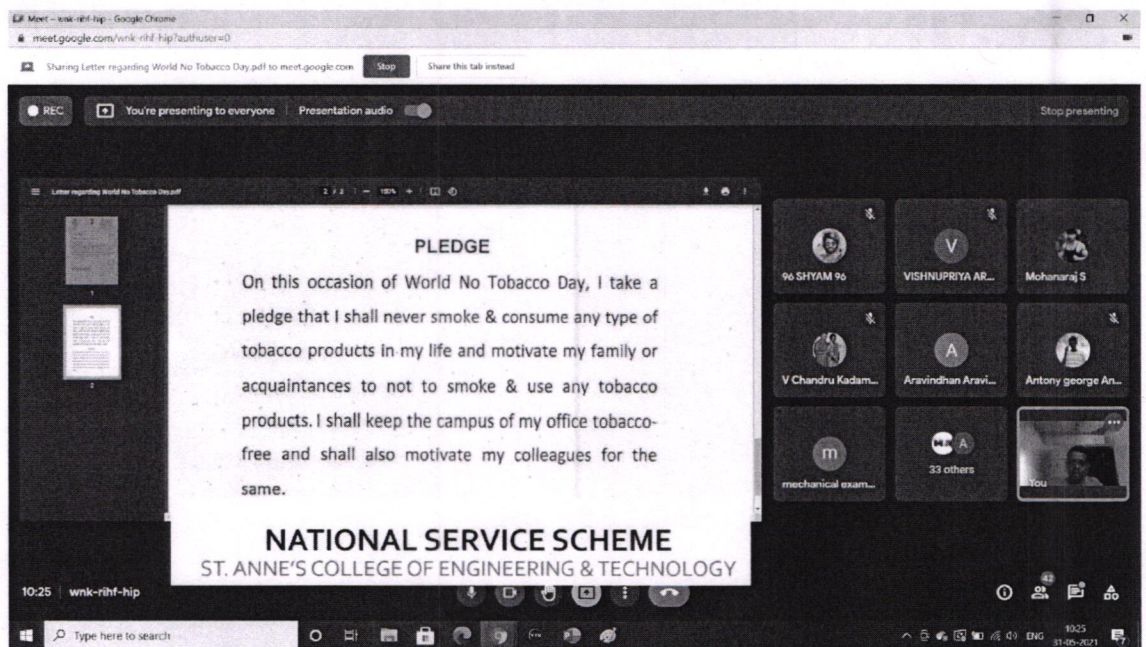 Meet – wnk-rihf-hip - Google Chrome
meet.google.com/wnk-rihf-hip?authuser=0
Sharing Letter regarding World No Tobacco Day.pdf to meet.google.com Stop Share this tab instead
REC You're presenting to everyone Presentation audio Stop presenting
Letter regarding World No Tobacco Day.pdf 2 / 2 150%
1
2
PLEDGE
On this occasion of World No Tobacco Day, I take a
pledge that I shall never smoke & consume any type of
tobacco products in my life and motivate my family or
acquaintances to not to smoke & use any tobacco
products. I shall keep the campus of my office tobacco-
free and shall also motivate my colleagues for the
same.
NATIONAL SERVICE SCHEME
ST. ANNE'S COLLEGE OF ENGINEERING & TECHNOLOGY
96 SHYAM 96
V
VISHNUPRIYA AR...
Mohanaraj S
V Chandru Kadam...
A
Aravindhan Aravi...
Antony george An...
m
mechanical exam...
A
33 others
You
10:25 wnk-rihf-hip
42
Type here to search
ENG
10:25
31-05-2021
7